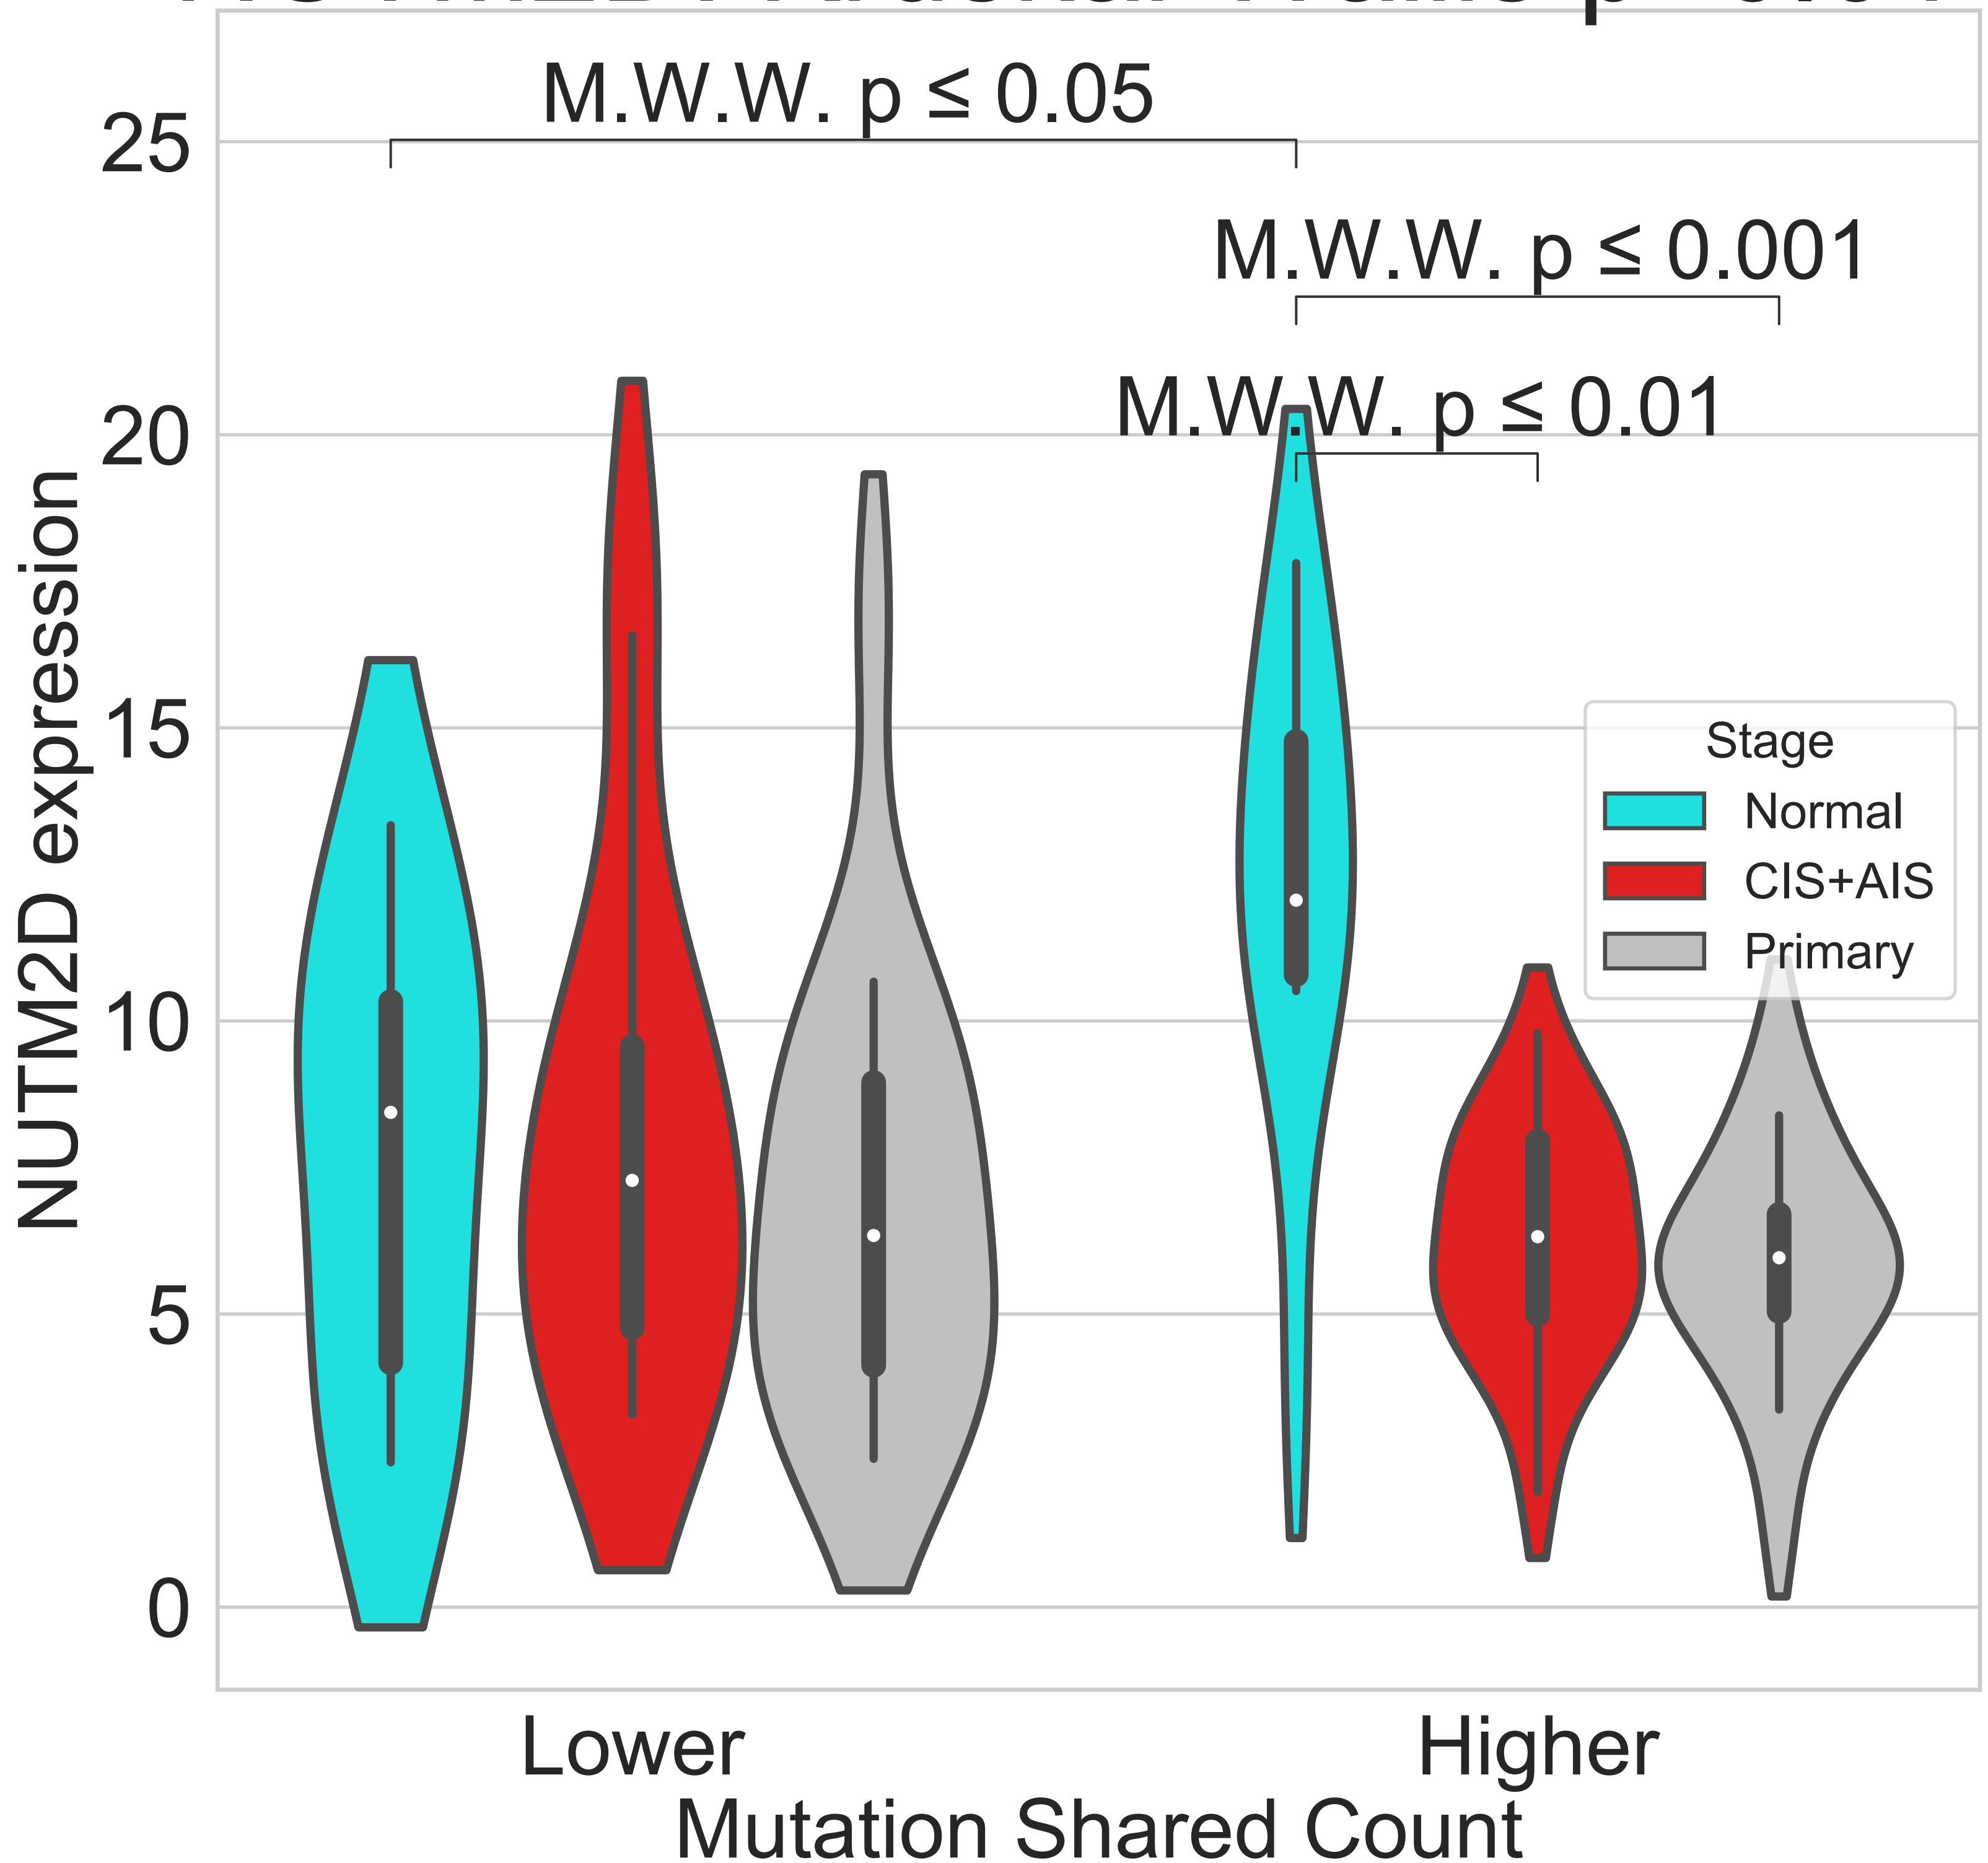 M.W.W. p ≤ 0.05
M.W.W. p ≤ 0.001
M.W.W. p ≤ 0.01
25
20
15
10
5
0
NUTM2D expression
Stage
Normal
CIS+AIS
Primary
Lower
Higher
Mutation Shared Count